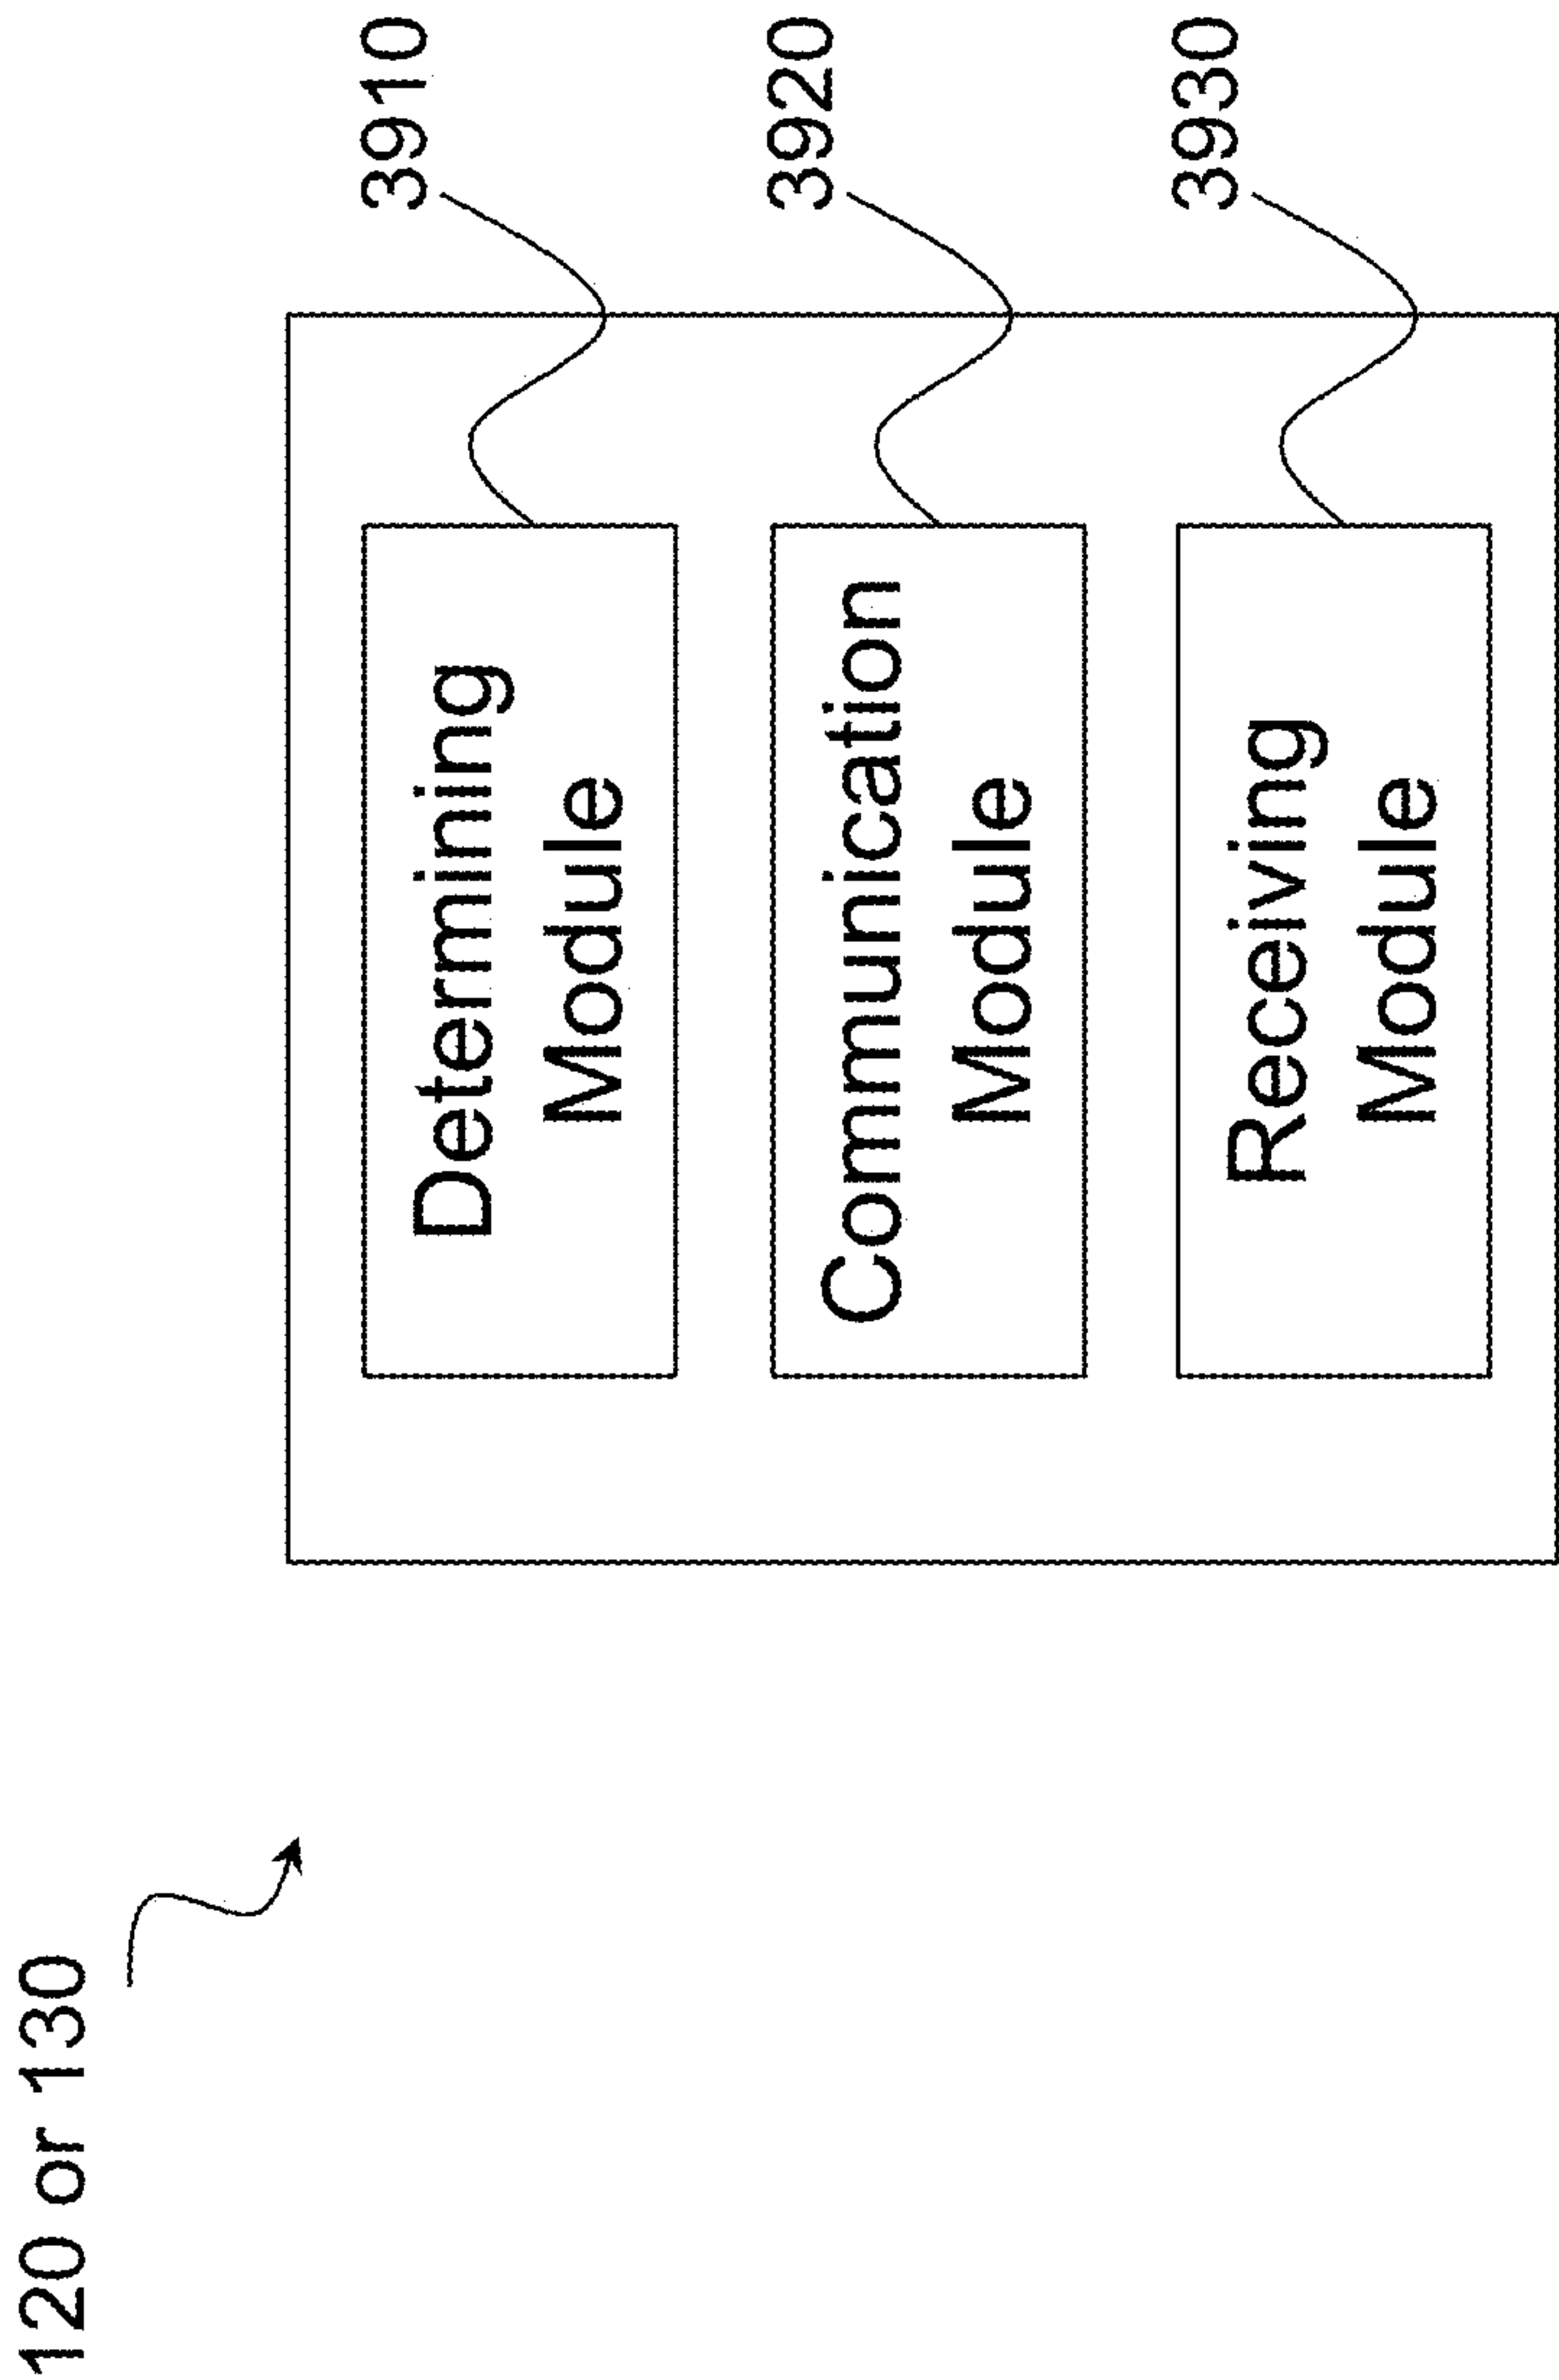 120 or 130
Determining
Module
3910
Communication
Module
3920
Receiving
Module
3930